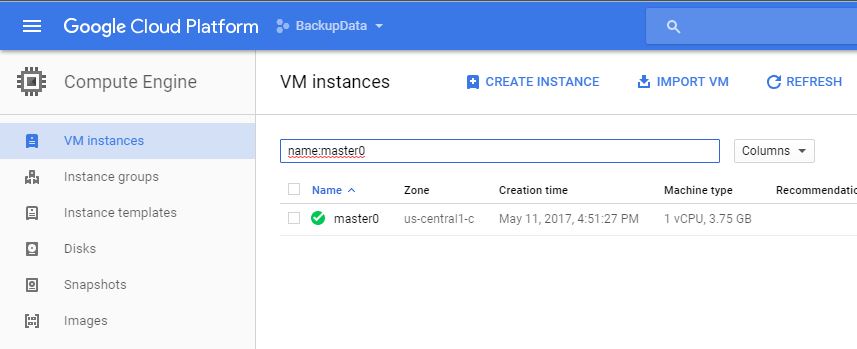 Google Cloud Platform BackupData
Compute Engine
VM instances CREATE INSTANCE IMPORT VM REFRESH
VM instances
Instance groups
Instance templates
Disks
Snapshots
Images
name:master0 Columns
Name Zone Creation time Machine type Recommendatio
master0 us-central1-c May 11, 2017, 4:51:27 PM 1 vCPU, 3.75 GB